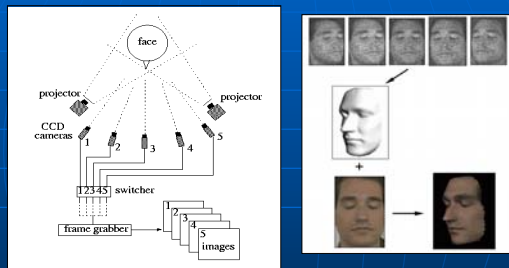 face
projector
projector
CCD
cameras
1
2
3
4
5
12345
switcher
frame grabber
1
2
3
4
5
images
+